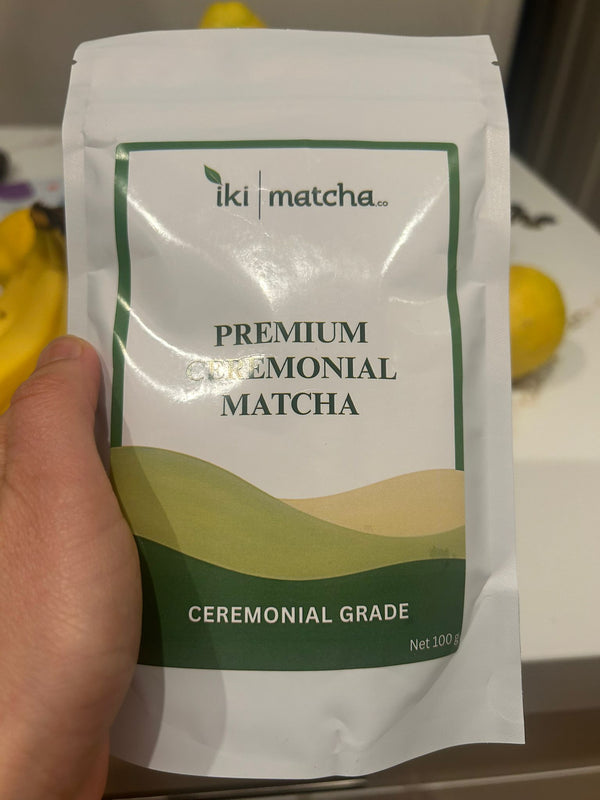 iki | matcha.co
PREMIUM
CEREMONIAL
MATCHA
CEREMONIAL GRADE
Net 100 g